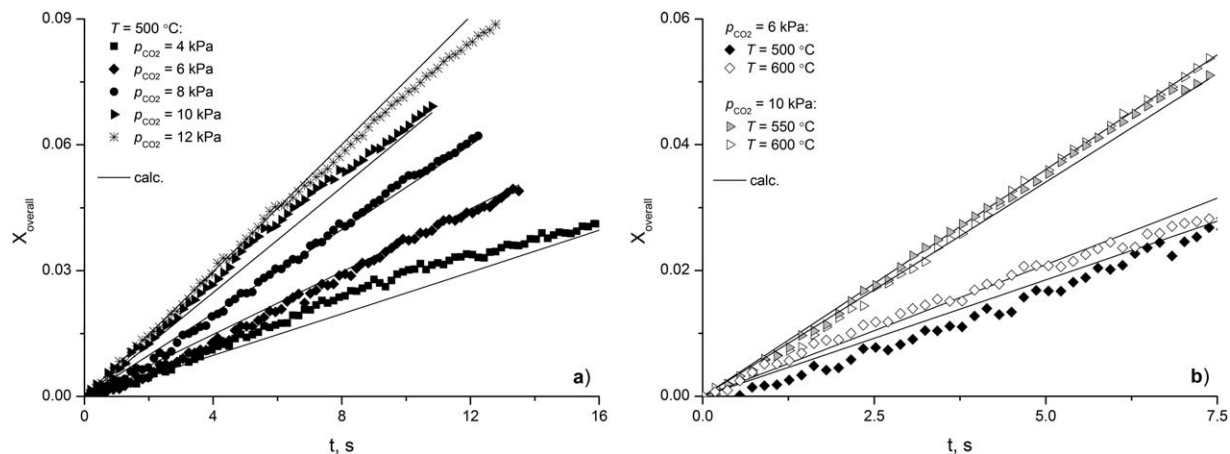 0.09
0.06
0.03
0.00
X_overall
T = 500 °C:
p_CO2 = 4 kPa
p_CO2 = 6 kPa
p_CO2 = 8 kPa
p_CO2 = 10 kPa
p_CO2 = 12 kPa
calc.
a)
0 4 8 12 16
t, s
0.06
0.04
0.02
0.00
X_overall
p_CO2 = 6 kPa:
T = 500 °C
T = 600 °C
p_CO2 = 10 kPa:
T = 550 °C
T = 600 °C
calc.
b)
0.0 2.5 5.0 7.5
t, s